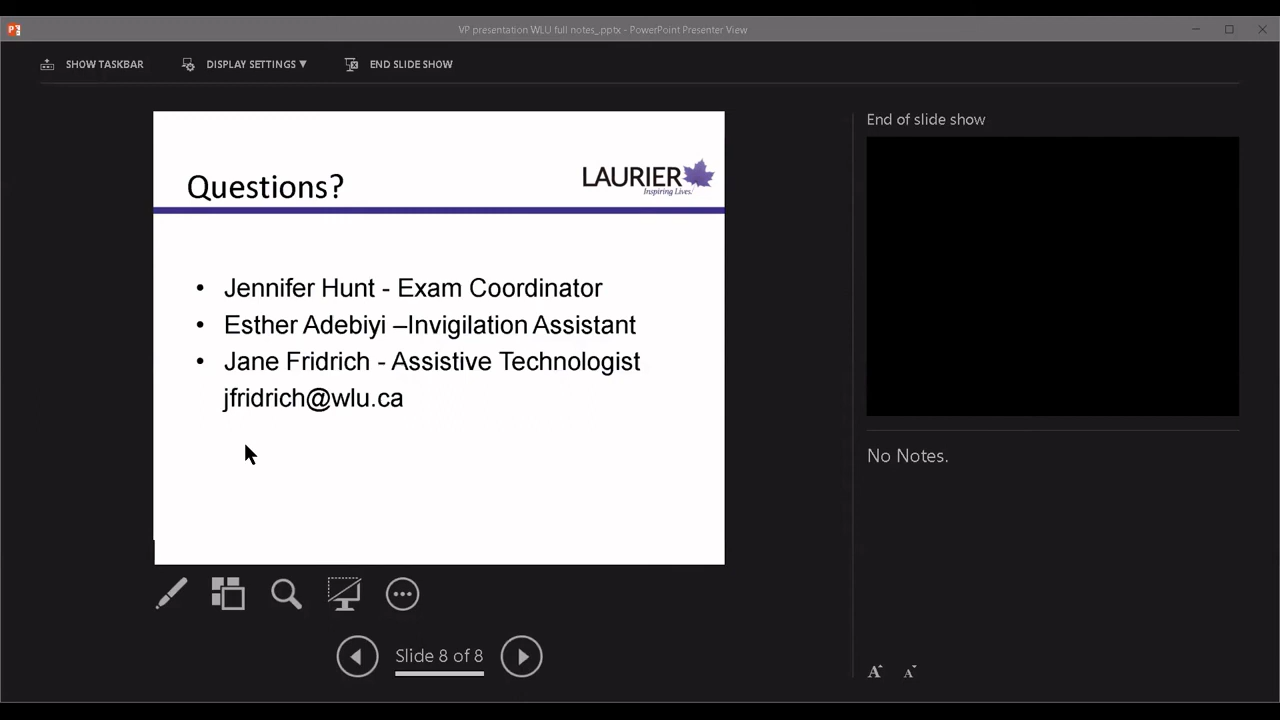 VP presentation WLU full notes_.pptx - PowerPoint Presenter View
SHOW TASKBAR
DISPLAY SETTINGS ▼
END SLIDE SHOW
Questions?
LAURIER
Inspiring Lives.
• Jennifer Hunt - Exam Coordinator
• Esther Adebiyi –Invigilation Assistant
• Jane Fridrich - Assistive Technologist
jfridrich@wlu.ca
Slide 8 of 8
End of slide show
No Notes.
A A